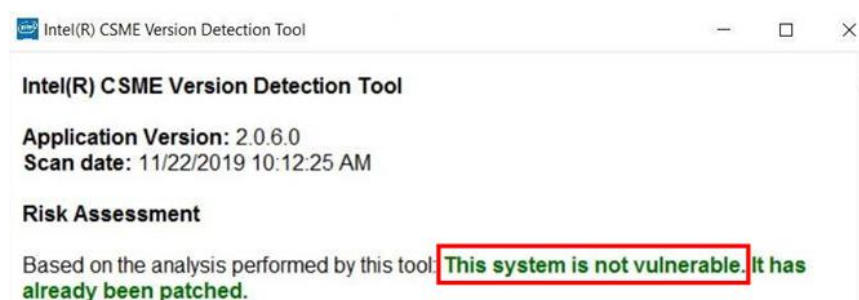 Intel(R) CSME Version Detection Tool
Intel(R) CSME Version Detection Tool
Application Version: 2.0.6.0
Scan date: 11/22/2019 10:12:25 AM
Risk Assessment
Based on the analysis performed by this tool: This system is not vulnerable. It has
already been patched.